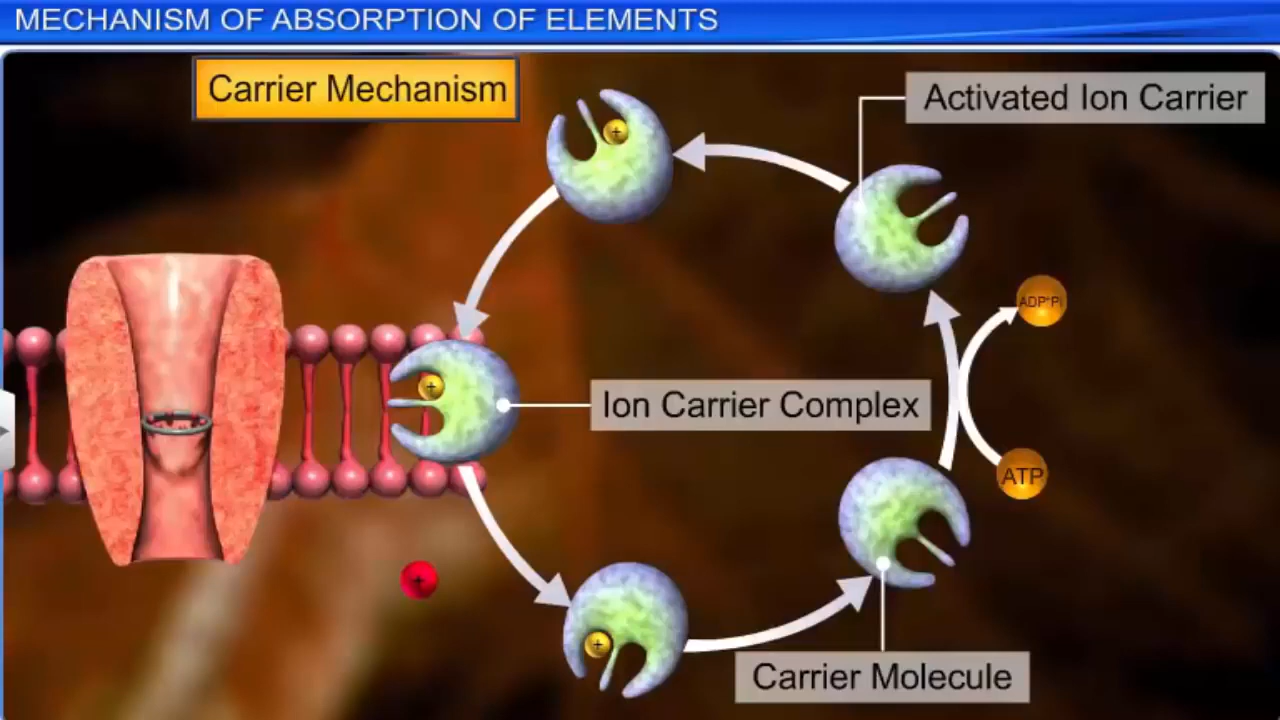 MECHANISM OF ABSORPTION OF ELEMENTS
Carrier Mechanism
Activated Ion Carrier
+
ADP+Pi
+
Ion Carrier Complex
ATP
+
+
Carrier Molecule